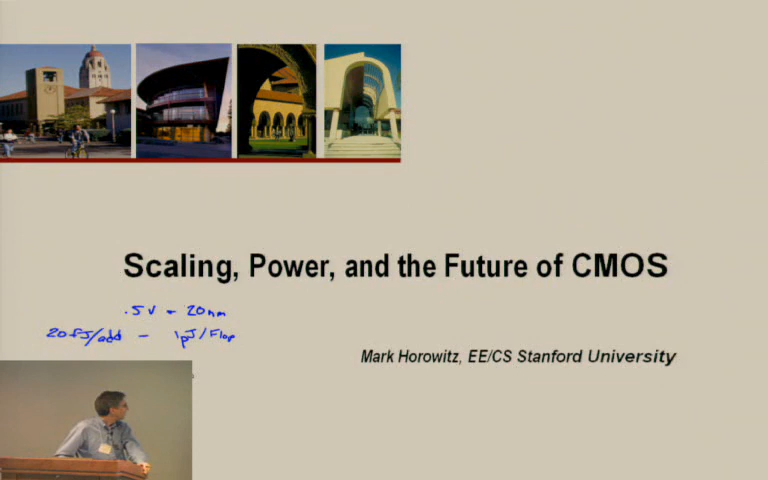 Scaling, Power, and the Future of CMOS
.5V - 20nm
20fJ/add - 1pJ/Flop
Mark Horowitz, EE/CS Stanford University